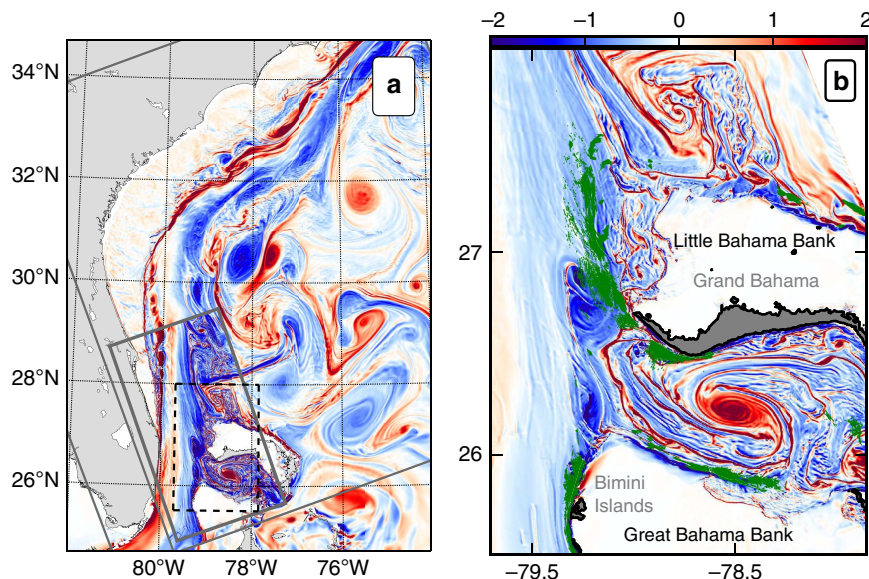 −2 −1 0 1 2
34°N
32°N
30°N
28°N
26°N
80°W 78°W 76°W
a
b
27
26
−79.5 −78.5
Little Bahama Bank
Grand Bahama
Bimini
Islands
Great Bahama Bank